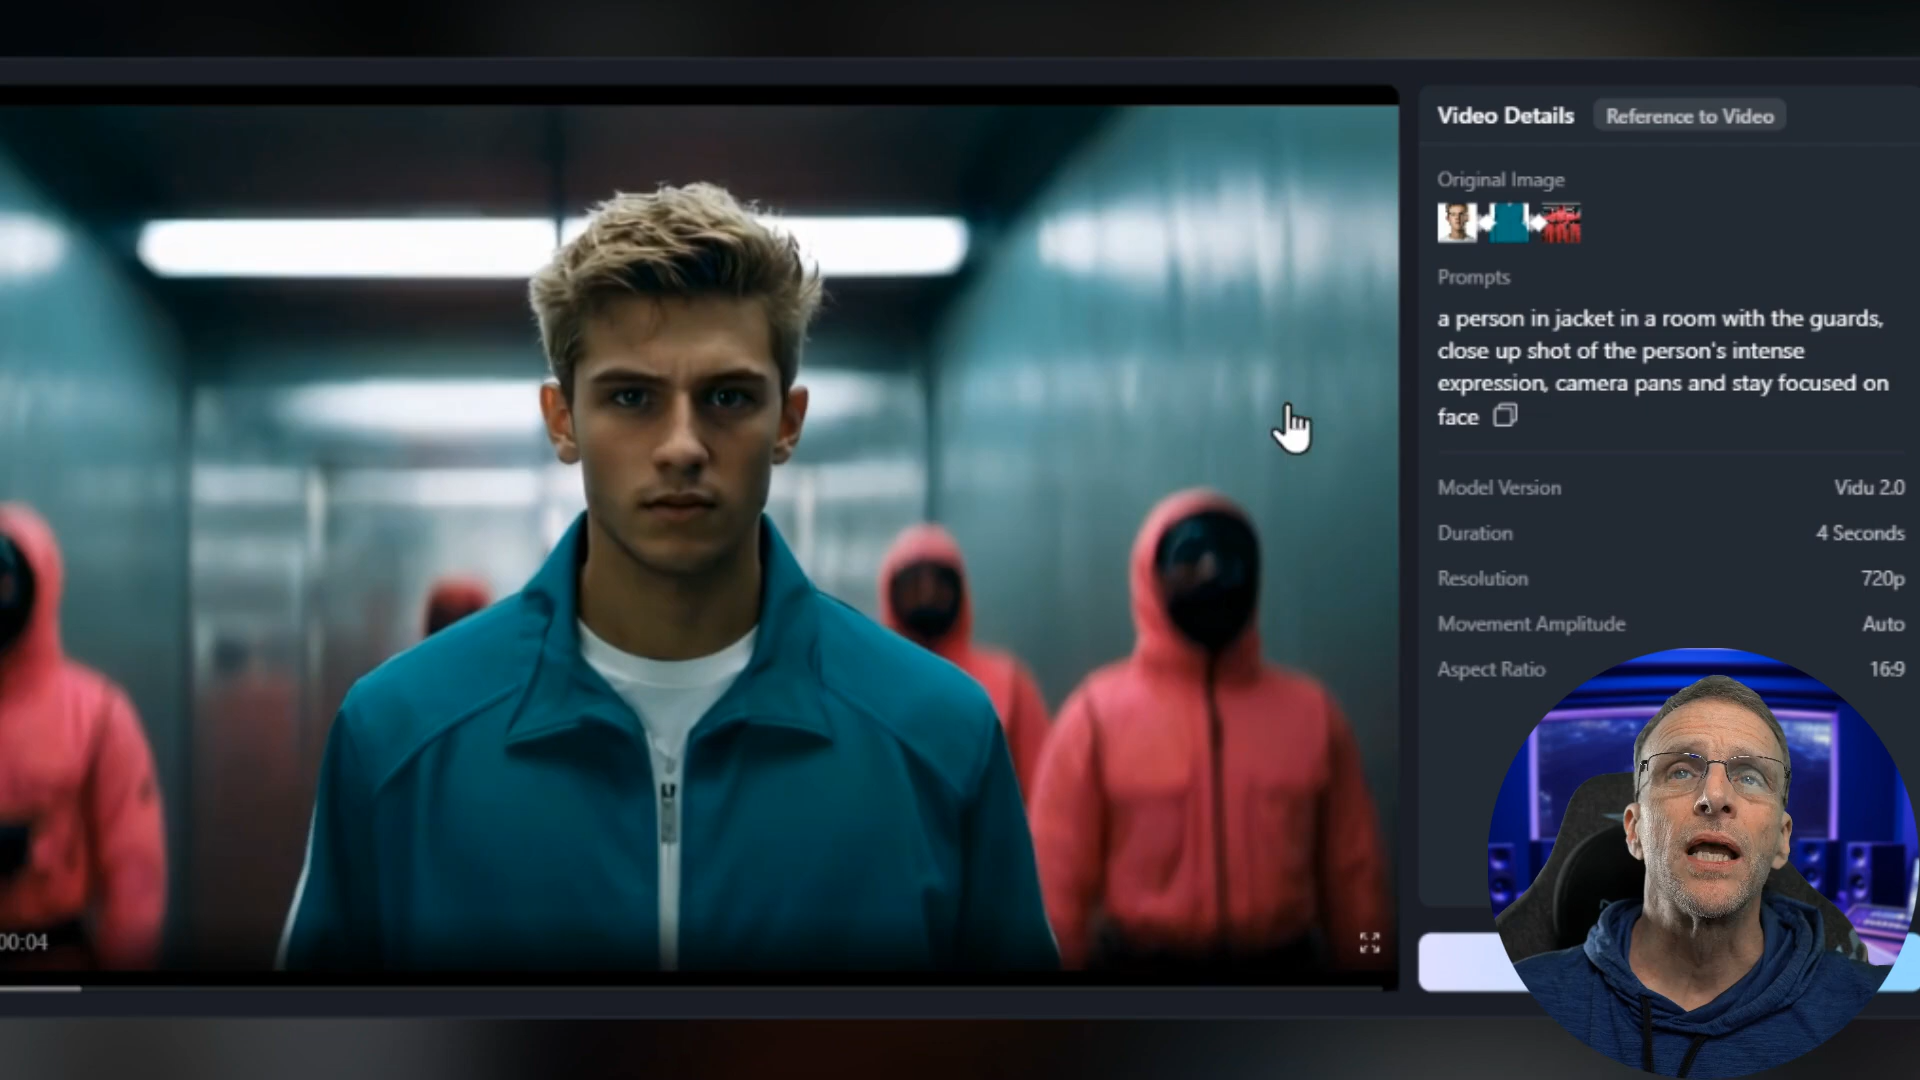 Video Details
Reference to Video
Original Image
Prompts
a person in jacket in a room with the guards,
close up shot of the person's intense
expression, camera pans and stay focused on
face
Model Version
Vidu 2.0
Duration
4 Seconds
Resolution
720p
Movement Amplitude
Auto
Aspect Ratio
16:9
00:04